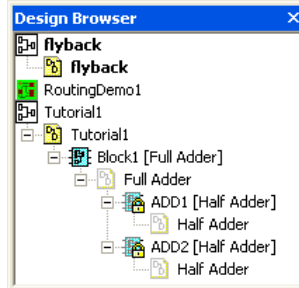 Design Browser
flyback
flyback
RoutingDemo1
Tutorial1
Tutorial1
Block1 [Full Adder]
Full Adder
ADD1 [Half Adder]
Half Adder
ADD2 [Half Adder]
Half Adder